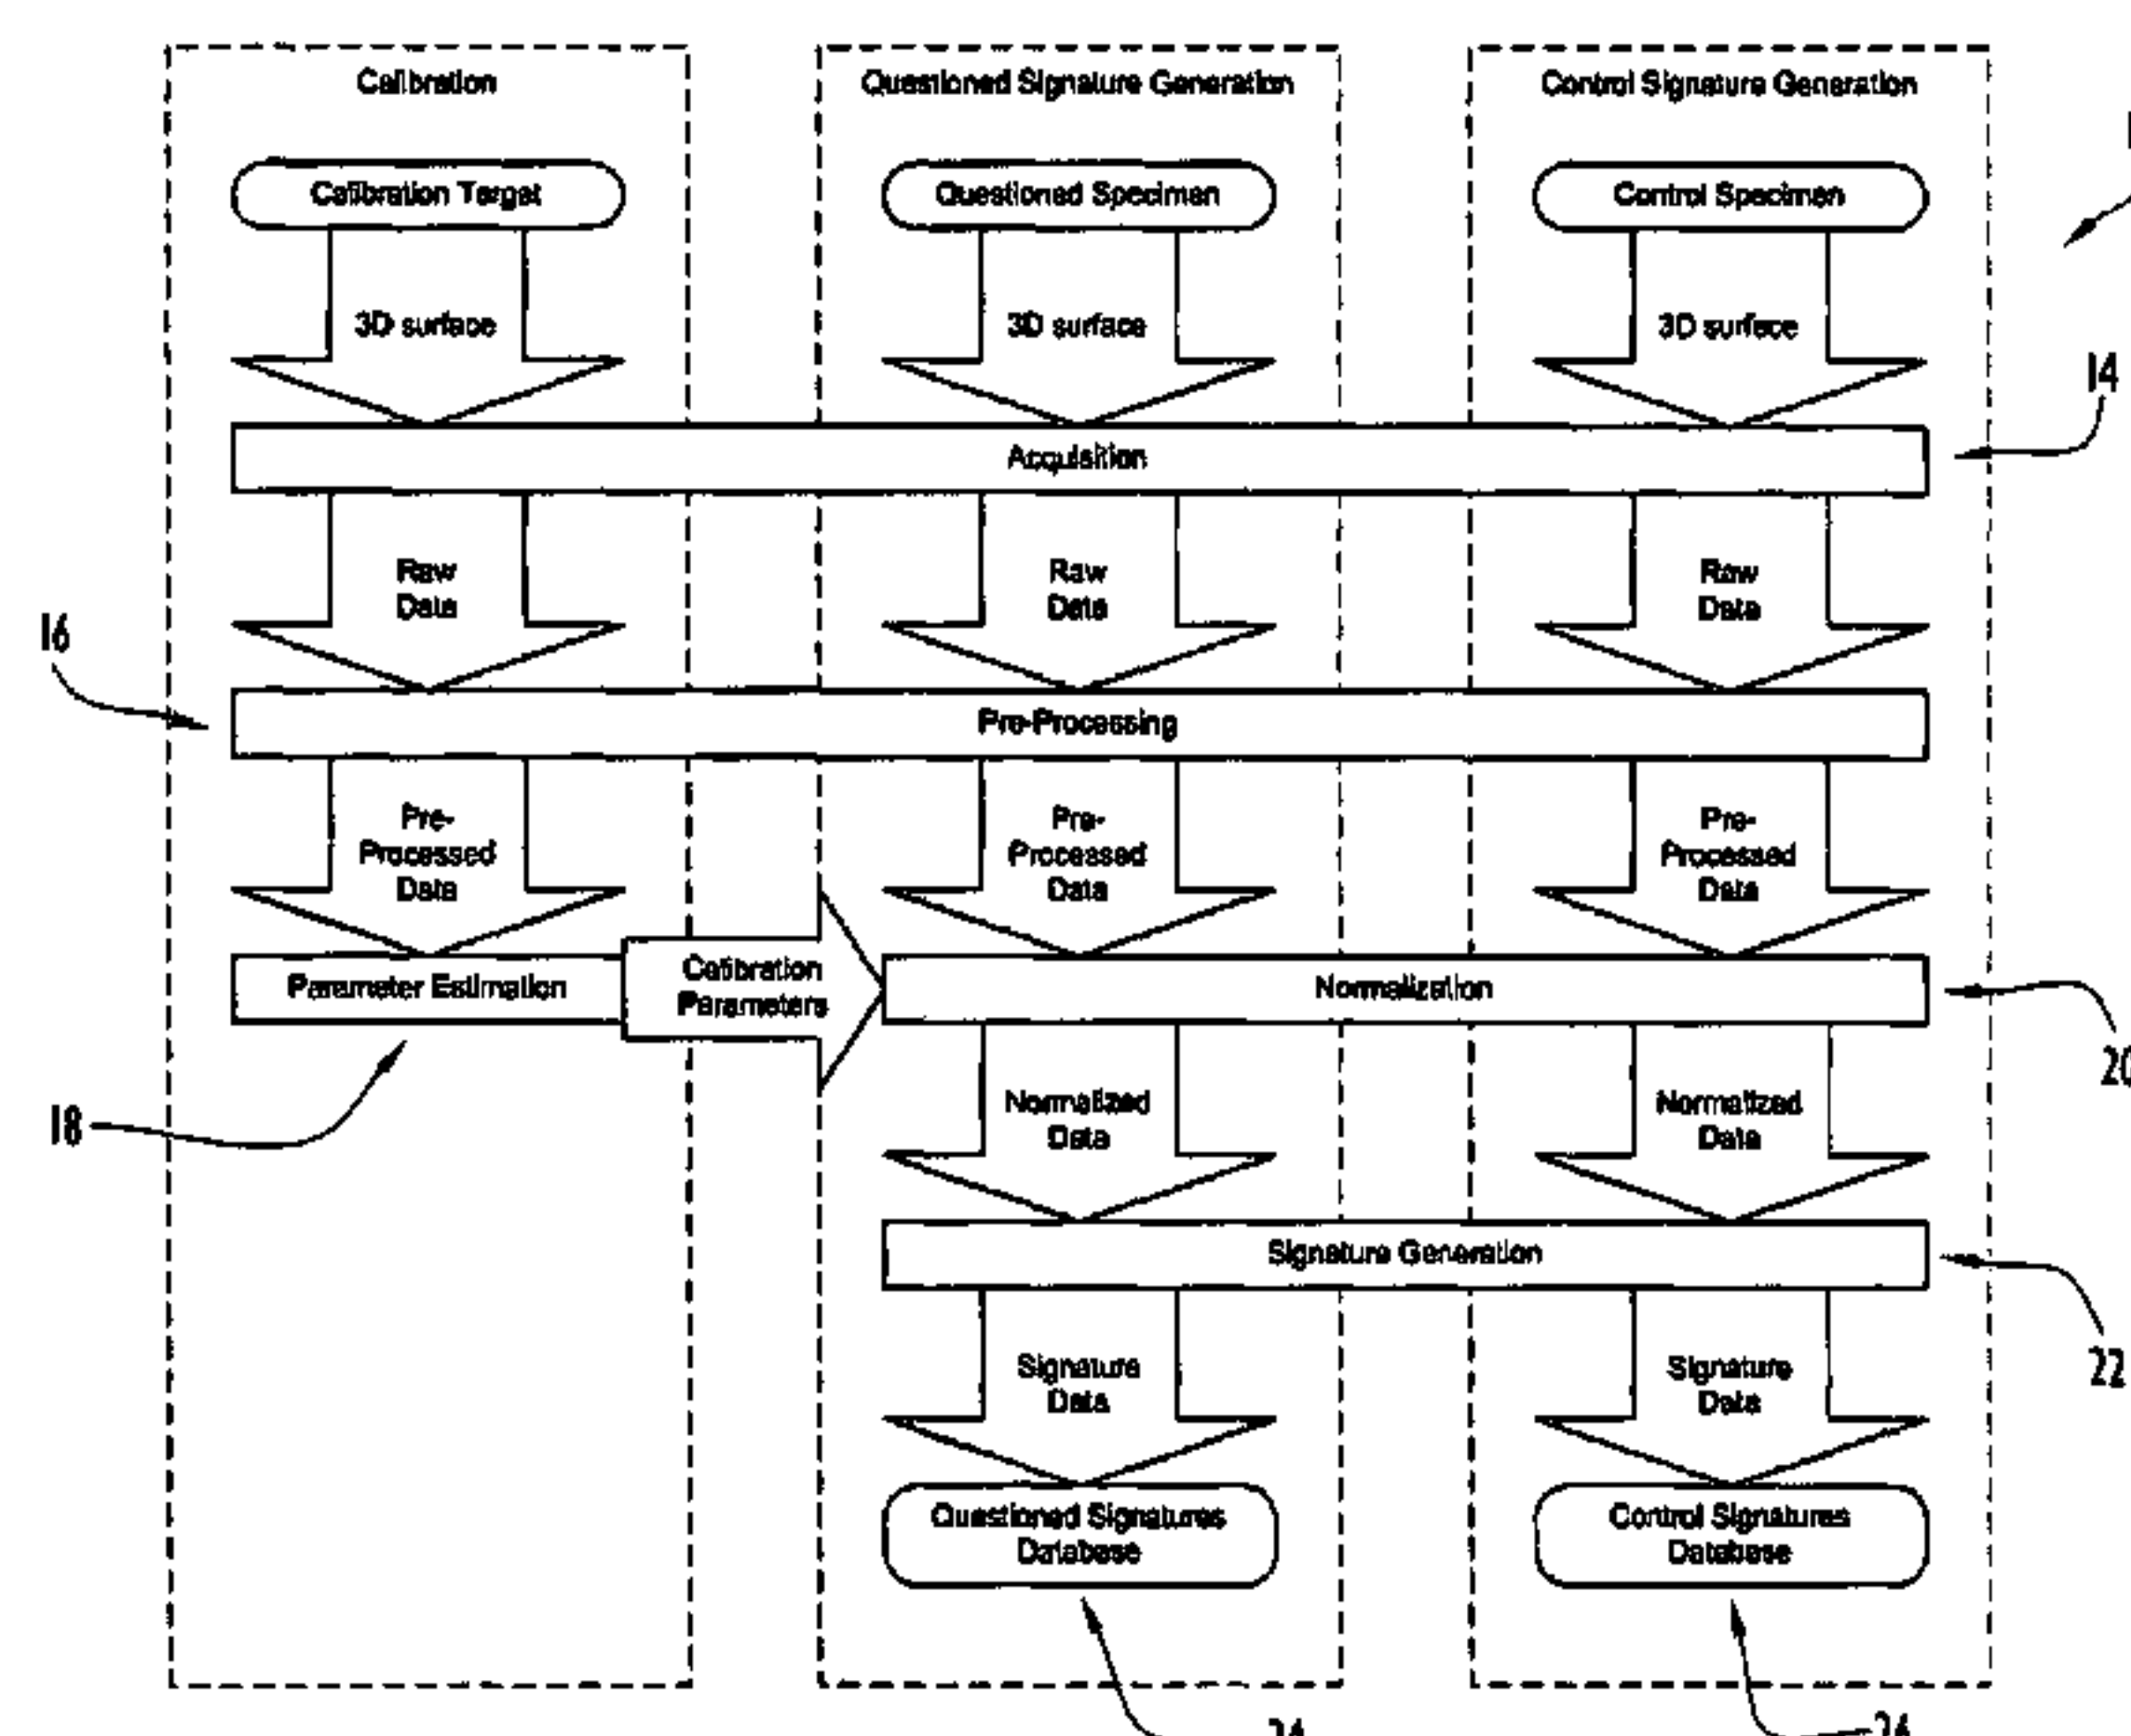 Calibration
Questioned Signature Generation
Control Signature Generation
Calibration Target
Questioned Specimen
Control Specimen
3D surface
3D surface
3D surface
14
Acquisition
Raw
Data
Raw
Data
Raw
Data
16
Pre-Processing
Pre-
Processed
Data
Pre-
Processed
Data
Pre-
Processed
Data
Parameter Estimation
Calibration
Parameters
Normalization
20
18
Normalized
Data
Normalized
Data
Signature Generation
22
Signature
Data
Signature
Data
Questioned Signatures
Database
Control Signatures
Database